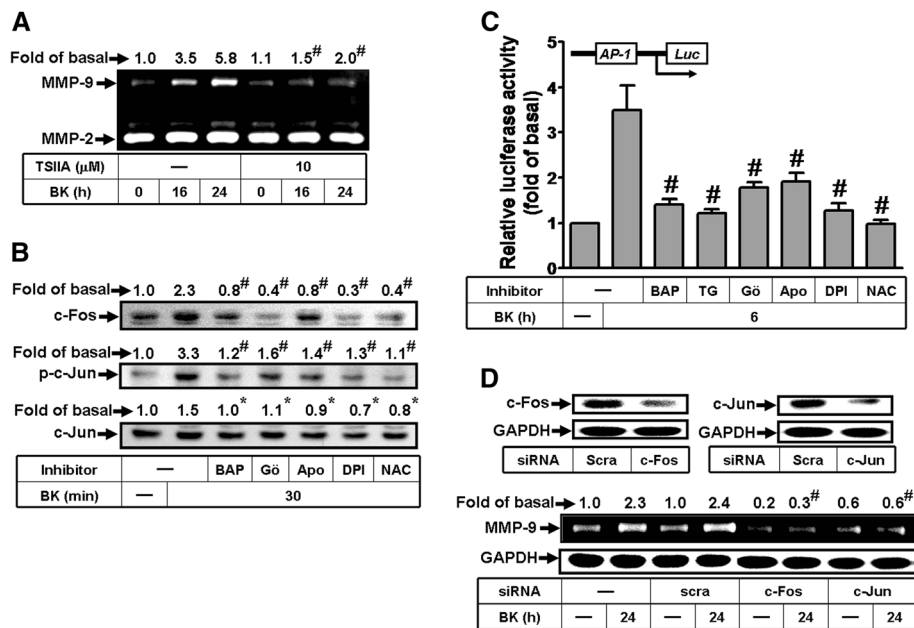 A
Fold of basal 1.0 3.5 5.8 1.1 1.5# 2.0#
MMP-9
MMP-2
TSIIA (μM) — 10
BK (h) 0 16 24 0 16 24
B
Fold of basal 1.0 2.3 0.8# 0.4# 0.8# 0.3# 0.4#
c-Fos
Fold of basal 1.0 3.3 1.2# 1.6# 1.4# 1.3# 1.1#
p-c-Jun
Fold of basal 1.0 1.5 1.0* 1.1* 0.9* 0.7* 0.8*
c-Jun
Inhibitor — BAP Gö Apo DPI NAC
BK (min) — 30
C
Relative luciferase activity
(fold of basal)
5
4
3
2
1
0
AP-1 Luc
# # # # # #
Inhibitor — BAP TG Gö Apo DPI NAC
BK (h) — 6
D
c-Fos
GAPDH
siRNA Scra c-Fos
c-Jun
GAPDH
siRNA Scra c-Jun
Fold of basal 1.0 2.3 1.0 2.4 0.2 0.3# 0.6 0.6#
MMP-9
GAPDH
siRNA — scra c-Fos c-Jun
BK (h) — 24 — 24 — 24 — 24